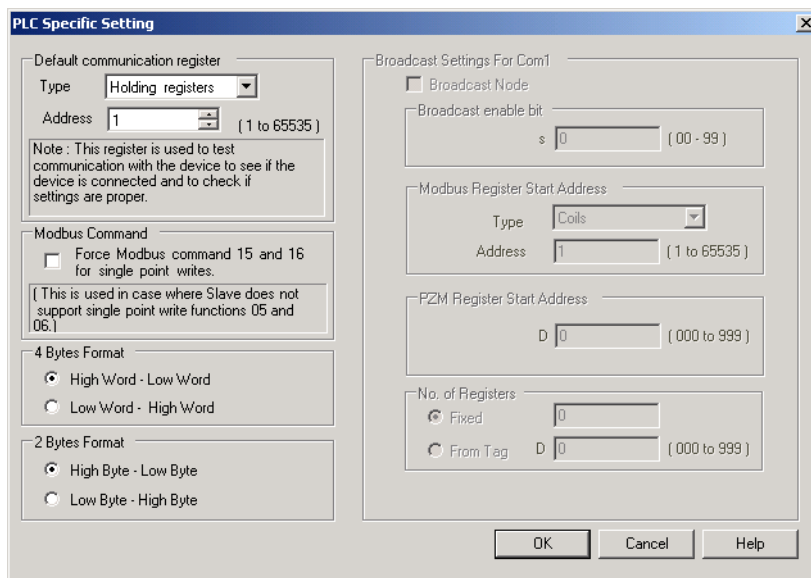 PLC Specific Setting
Default communication register
Type Holding registers
Address 1 ( 1 to 65535 )
Note : This register is used to test
communication with the device to see if the
device is connected and to check if
settings are proper.
Modbus Command
Force Modbus command 15 and 16
for single point writes.
( This is used in case where Slave does not
support single point write functions 05 and
06.)
4 Bytes Format
High Word - Low Word
Low Word - High Word
2 Bytes Format
High Byte - Low Byte
Low Byte - High Byte
Broadcast Settings For Com1
Broadcast Node
Broadcast enable bit
s 0 ( 00 - 99 )
Modbus Register Start Address
Type Coils
Address 1 ( 1 to 65535 )
PZM Register Start Address
D 0 ( 000 to 999 )
No. of Registers
Fixed 0
From Tag D 0 ( 000 to 999 )
OK Cancel Help